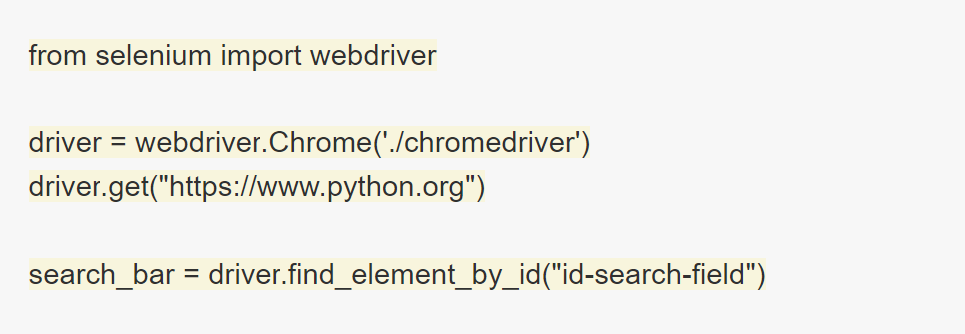 from selenium import webdriver
driver = webdriver.Chrome('./chromedriver')
driver.get("https://www.python.org")
search_bar = driver.find_element_by_id("id-search-field")